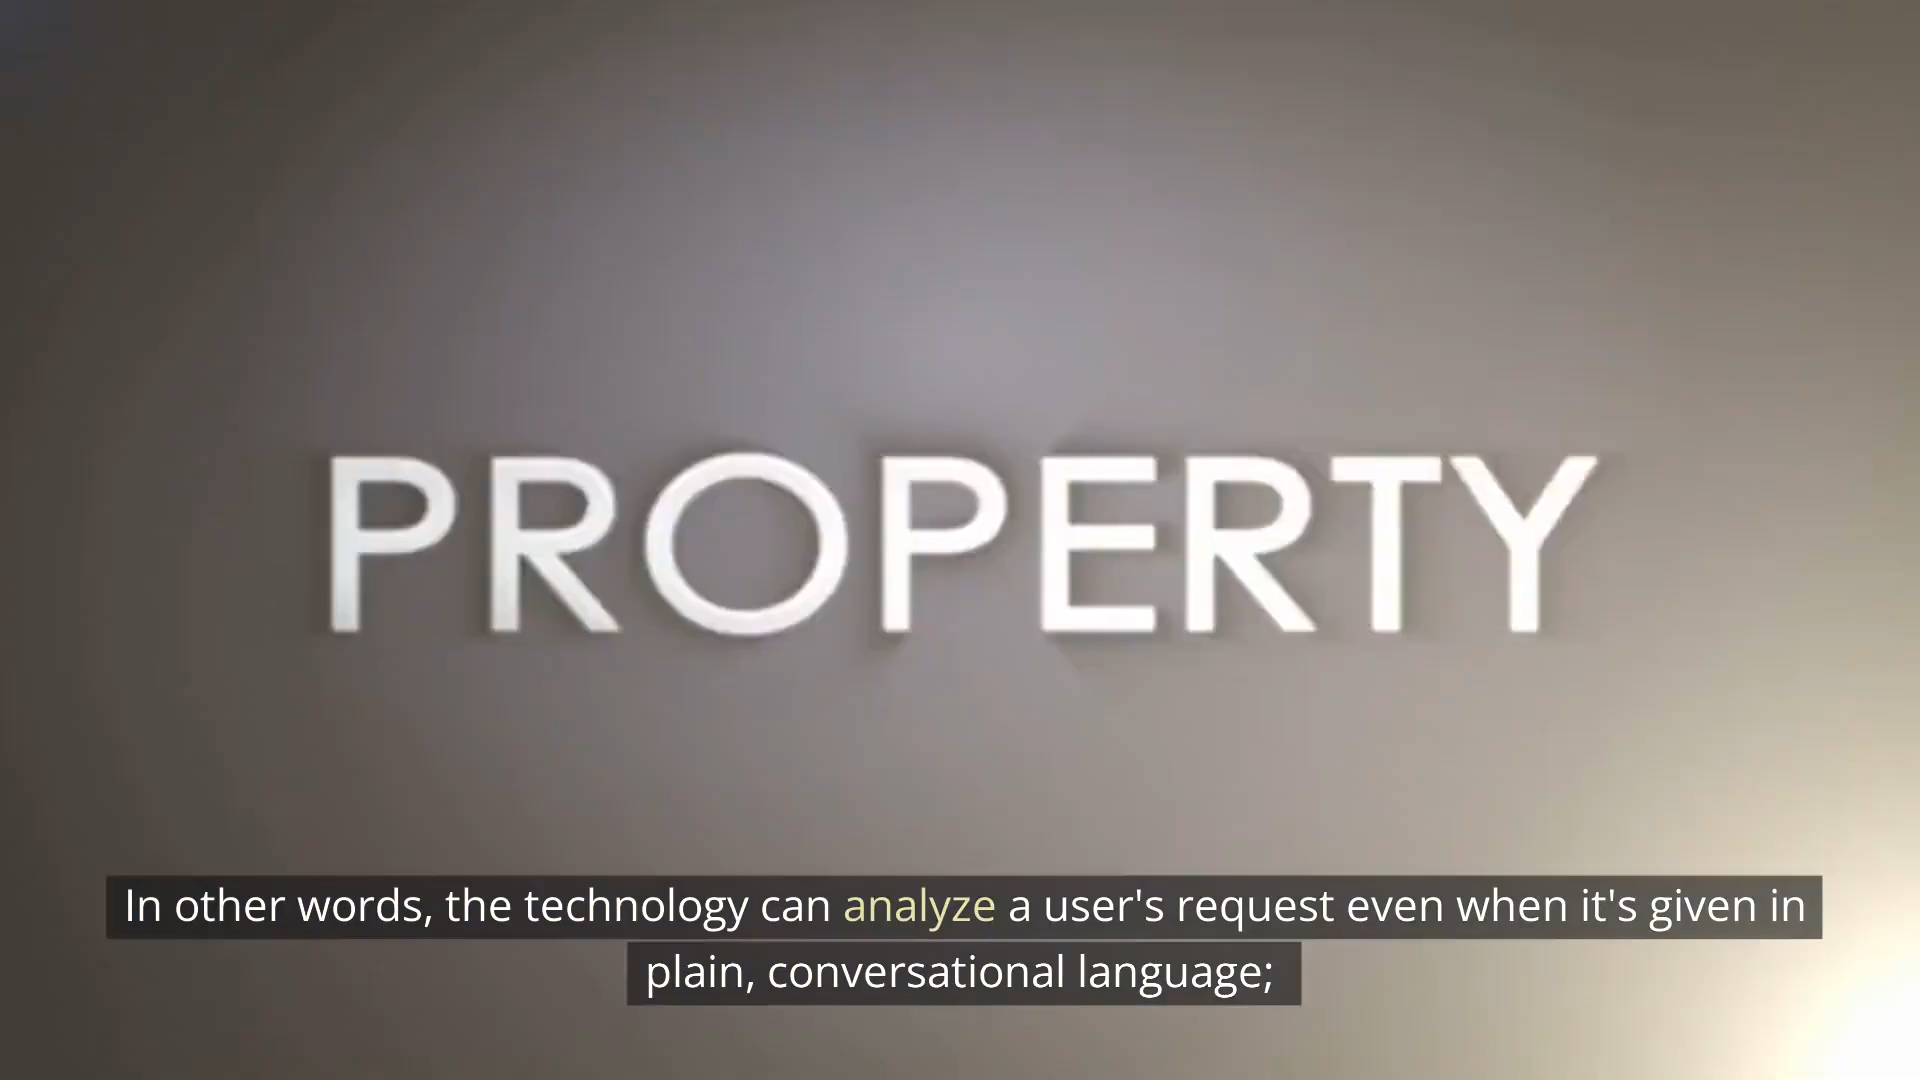 PROPERTY
In other words, the technology can analyze a user's request even when it's given in
plain, conversational language;